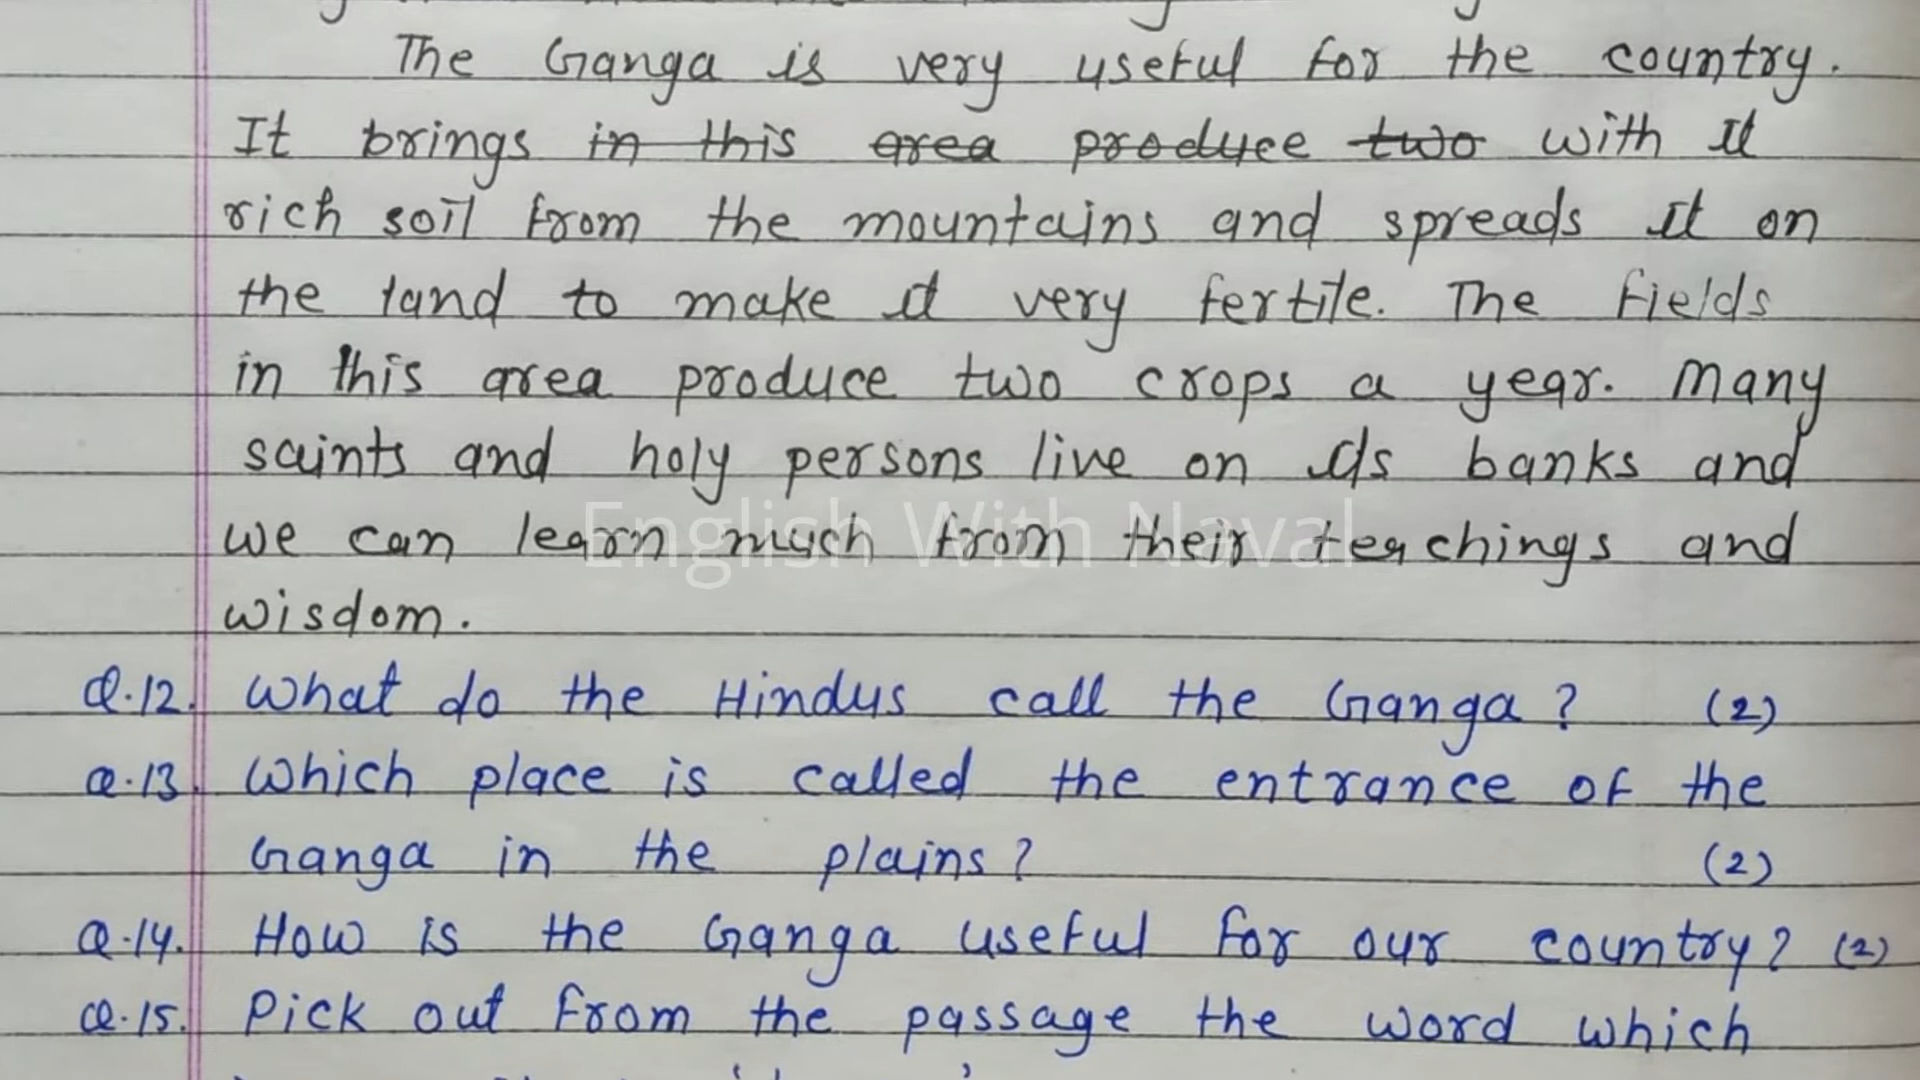 The Ganga is very useful for the country.
It brings in this area produce two with it
rich soil from the mountains and spreads it on
the land to make it very fertile. The fields
in this area produce two crops a year. Many
saints and holy persons live on its banks and
we can learn much from their teachings and
English With Naval
wisdom.
Q.12. What do the Hindus call the Ganga? (2)
Q.13. Which place is called the entrance of the
Ganga in the plains? (2)
Q.14. How is the Ganga useful for our country? (2)
Q.15. Pick out from the passage the word which